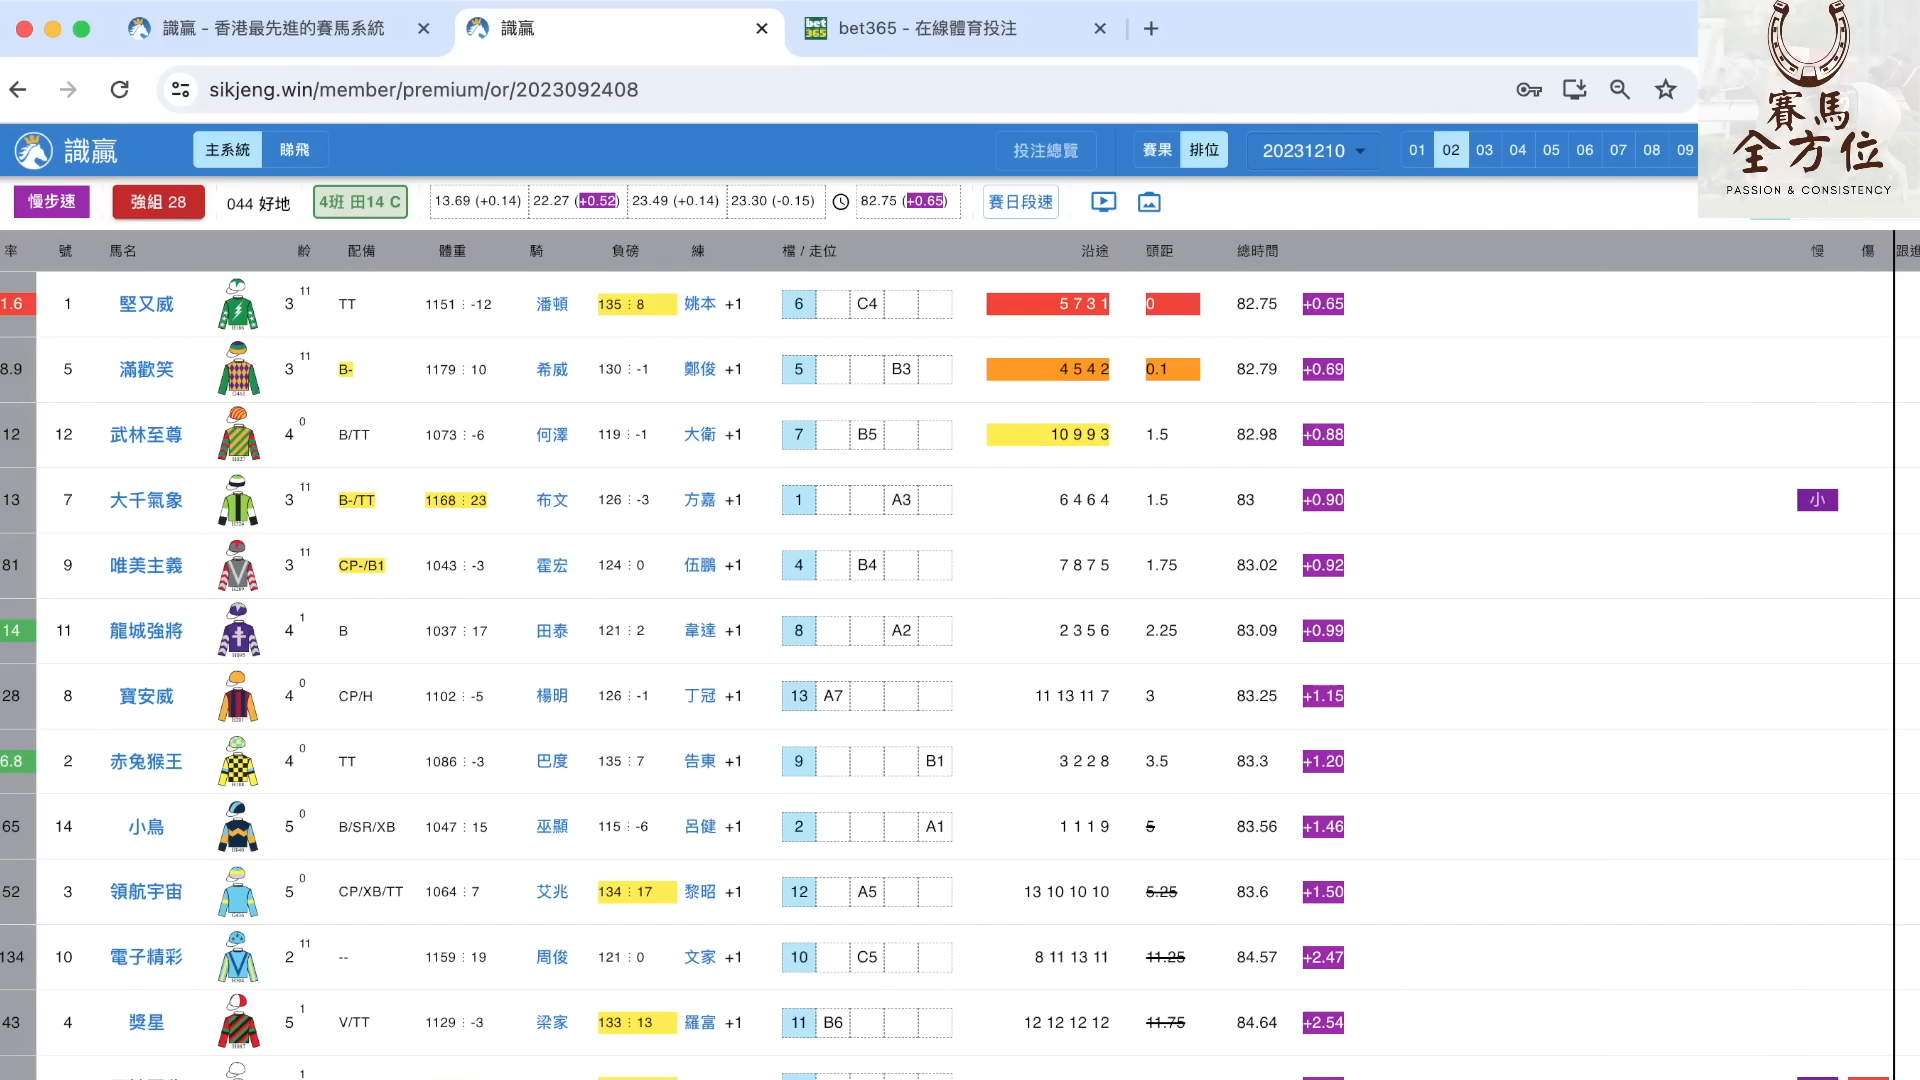 識贏 - 香港最先進的賽馬系統
識贏
bet365 - 在線體育投注
sikjeng.win/member/premium/or/2023092408
識贏 主系統 睇飛 投注總覽 賽果 排位 20231210 01 02 03 04 05 06 07 08 09
賽馬
全方位
PASSION & CONSISTENCY
慢步速 強組 28 044 好地 4班 田14 C 13.69 (+0.14) 22.27 (+0.52) 23.49 (+0.14) 23.30 (-0.15) 82.75 (+0.65) 賽日段速
率 號 馬名 齡 配備 體重 騎 負磅 練 檔 / 走位 沿途 頭距 總時間 慢 傷 跟進
1.6 1 堅又威 3 11 TT 1151 : -12 潘頓 135 : 8 姚本 +1 6 C4 5 7 3 1 0 82.75 +0.65
8.9 5 滿歡笑 3 11 B- 1179 : 10 希威 130 : -1 鄭俊 +1 5 B3 4 5 4 2 0.1 82.79 +0.69
12 12 武林至尊 4 0 B/TT 1073 : -6 何澤 119 : -1 大衛 +1 7 B5 10 9 9 3 1.5 82.98 +0.88
13 7 大千氣象 3 11 B-/TT 1168 : 23 布文 126 : -3 方嘉 +1 1 A3 6 4 6 4 1.5 83 +0.90 小
81 9 唯美主義 3 11 CP-/B1 1043 : -3 霍宏 124 : 0 伍鵬 +1 4 B4 7 8 7 5 1.75 83.02 +0.92
14 11 龍城強將 4 1 B 1037 : 17 田泰 121 : 2 韋達 +1 8 A2 2 3 5 6 2.25 83.09 +0.99
28 8 寶安威 4 0 CP/H 1102 : -5 楊明 126 : -1 丁冠 +1 13 A7 11 13 11 7 3 83.25 +1.15
6.8 2 赤兔猴王 4 0 TT 1086 : -3 巴度 135 : 7 告東 +1 9 B1 3 2 2 8 3.5 83.3 +1.20
65 14 小鳥 5 0 B/SR/XB 1047 : 15 巫顯 115 : -6 呂健 +1 2 A1 1 1 1 9 5 83.56 +1.46
52 3 領航宇宙 5 0 CP/XB/TT 1064 : 7 艾兆 134 : 17 黎昭 +1 12 A5 13 10 10 10 5.25 83.6 +1.50
134 10 電子精彩 2 11 -- 1159 : 19 周俊 121 : 0 文家 +1 10 C5 8 11 13 11 11.25 84.57 +2.47
43 4 獎星 5 1 V/TT 1129 : -3 梁家 133 : 13 羅富 +1 11 B6 12 12 12 12 11.75 84.64 +2.54
1